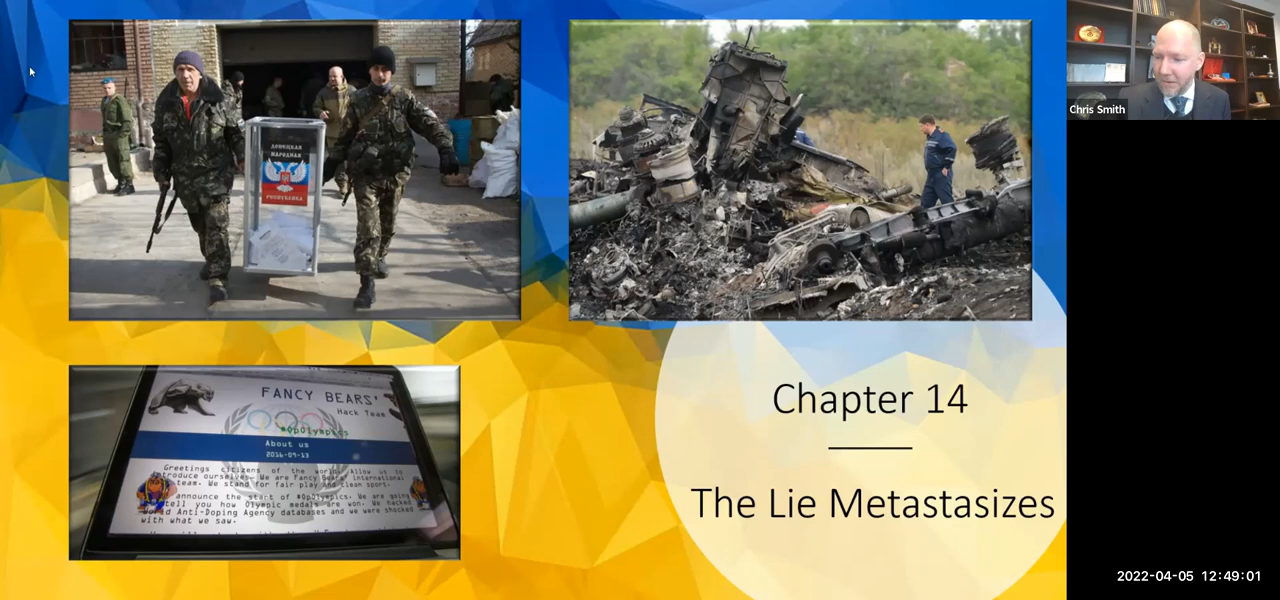 ДОНЕЦКАЯ
НАРОДНАЯ
РЕСПУБЛИКА
Chris Smith
FANCY BEARS'
Hack Team
#OpOlympics
About us
2016-09-13
Greetings citizens of the world. Allow us to
troduce ourselves. We are Fancy Bears' international
team. We stand for fair play and clean sport.
announce the start of #OpOlympics. We are going
tell you how Olympic medals are won. We hacked
World Anti-Doping Agency databases and we were shocked
with what we saw.
Chapter 14
The Lie Metastasizes
2022-04-05 12:49:01